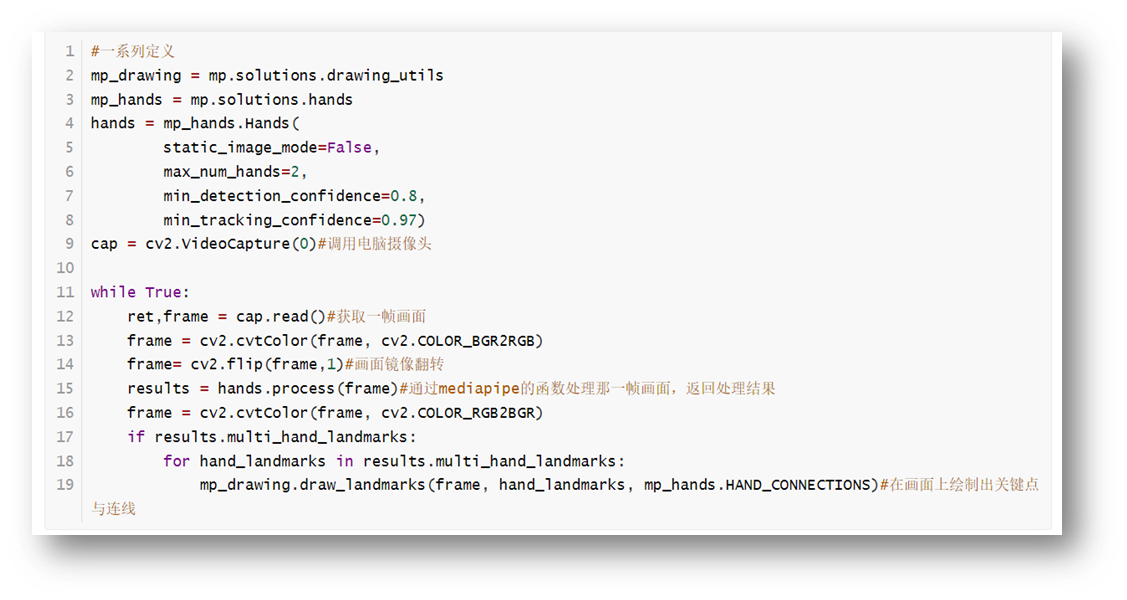 1 #一系列定义
2 mp_drawing = mp.solutions.drawing_utils
3 mp_hands = mp.solutions.hands
4 hands = mp_hands.Hands(
5         static_image_mode=False,
6         max_num_hands=2,
7         min_detection_confidence=0.8,
8         min_tracking_confidence=0.97)
9 cap = cv2.VideoCapture(0)#调用电脑摄像头
10
11 while True:
12     ret,frame = cap.read()#获取一帧画面
13     frame = cv2.cvtColor(frame, cv2.COLOR_BGR2RGB)
14     frame= cv2.flip(frame,1)#画面镜像翻转
15     results = hands.process(frame)#通过mediapipe的函数处理那一帧画面，返回处理结果
16     frame = cv2.cvtColor(frame, cv2.COLOR_RGB2BGR)
17     if results.multi_hand_landmarks:
18         for hand_landmarks in results.multi_hand_landmarks:
19             mp_drawing.draw_landmarks(frame, hand_landmarks, mp_hands.HAND_CONNECTIONS)#在画面上绘制出关键点
与连线